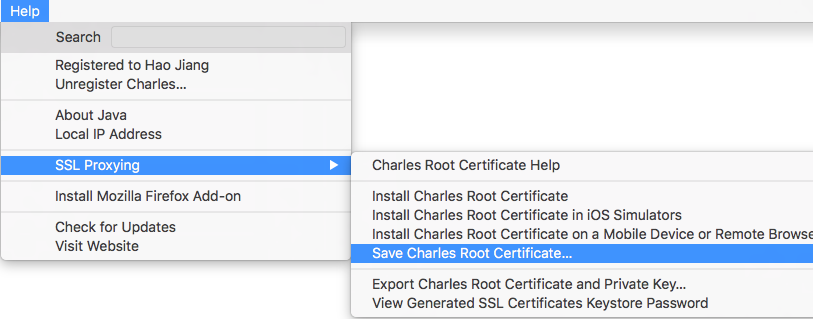 Help
Search
Registered to Hao Jiang
Unregister Charles...
About Java
Local IP Address
SSL Proxying
Install Mozilla Firefox Add-on
Check for Updates
Visit Website
Charles Root Certificate Help
Install Charles Root Certificate
Install Charles Root Certificate in iOS Simulators
Install Charles Root Certificate on a Mobile Device or Remote Browse
Save Charles Root Certificate...
Export Charles Root Certificate and Private Key...
View Generated SSL Certificates Keystore Password